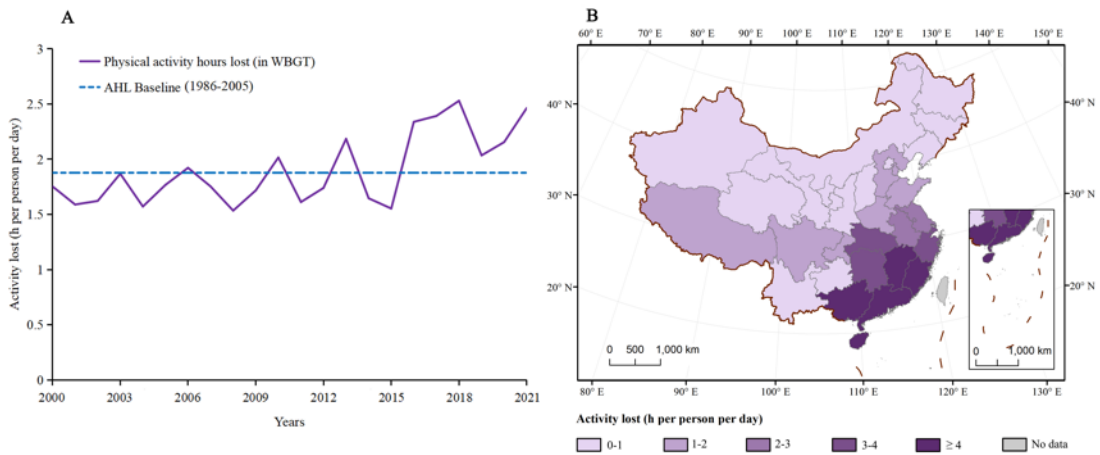 A
3
2.5
2
1.5
1
0.5
0
Activity lost (h per person per day)
Physical activity hours lost (in WBGT)
AHL Baseline (1986-2005)
2000 2003 2006 2009 2012 2015 2018 2021
Years
B
60° E 70° E 80° E 90° E 100° E 110° E 120° E 130° E 140° E 150° E
40° N 40° N
30° N 30° N
20° N 20° N
0 500 1,000 km
0 1,000 km
80° E 90° E 100° E 110° E 120° E 130° E
Activity lost (h per person per day)
0-1 1-2 2-3 3-4 ≥ 4 No data